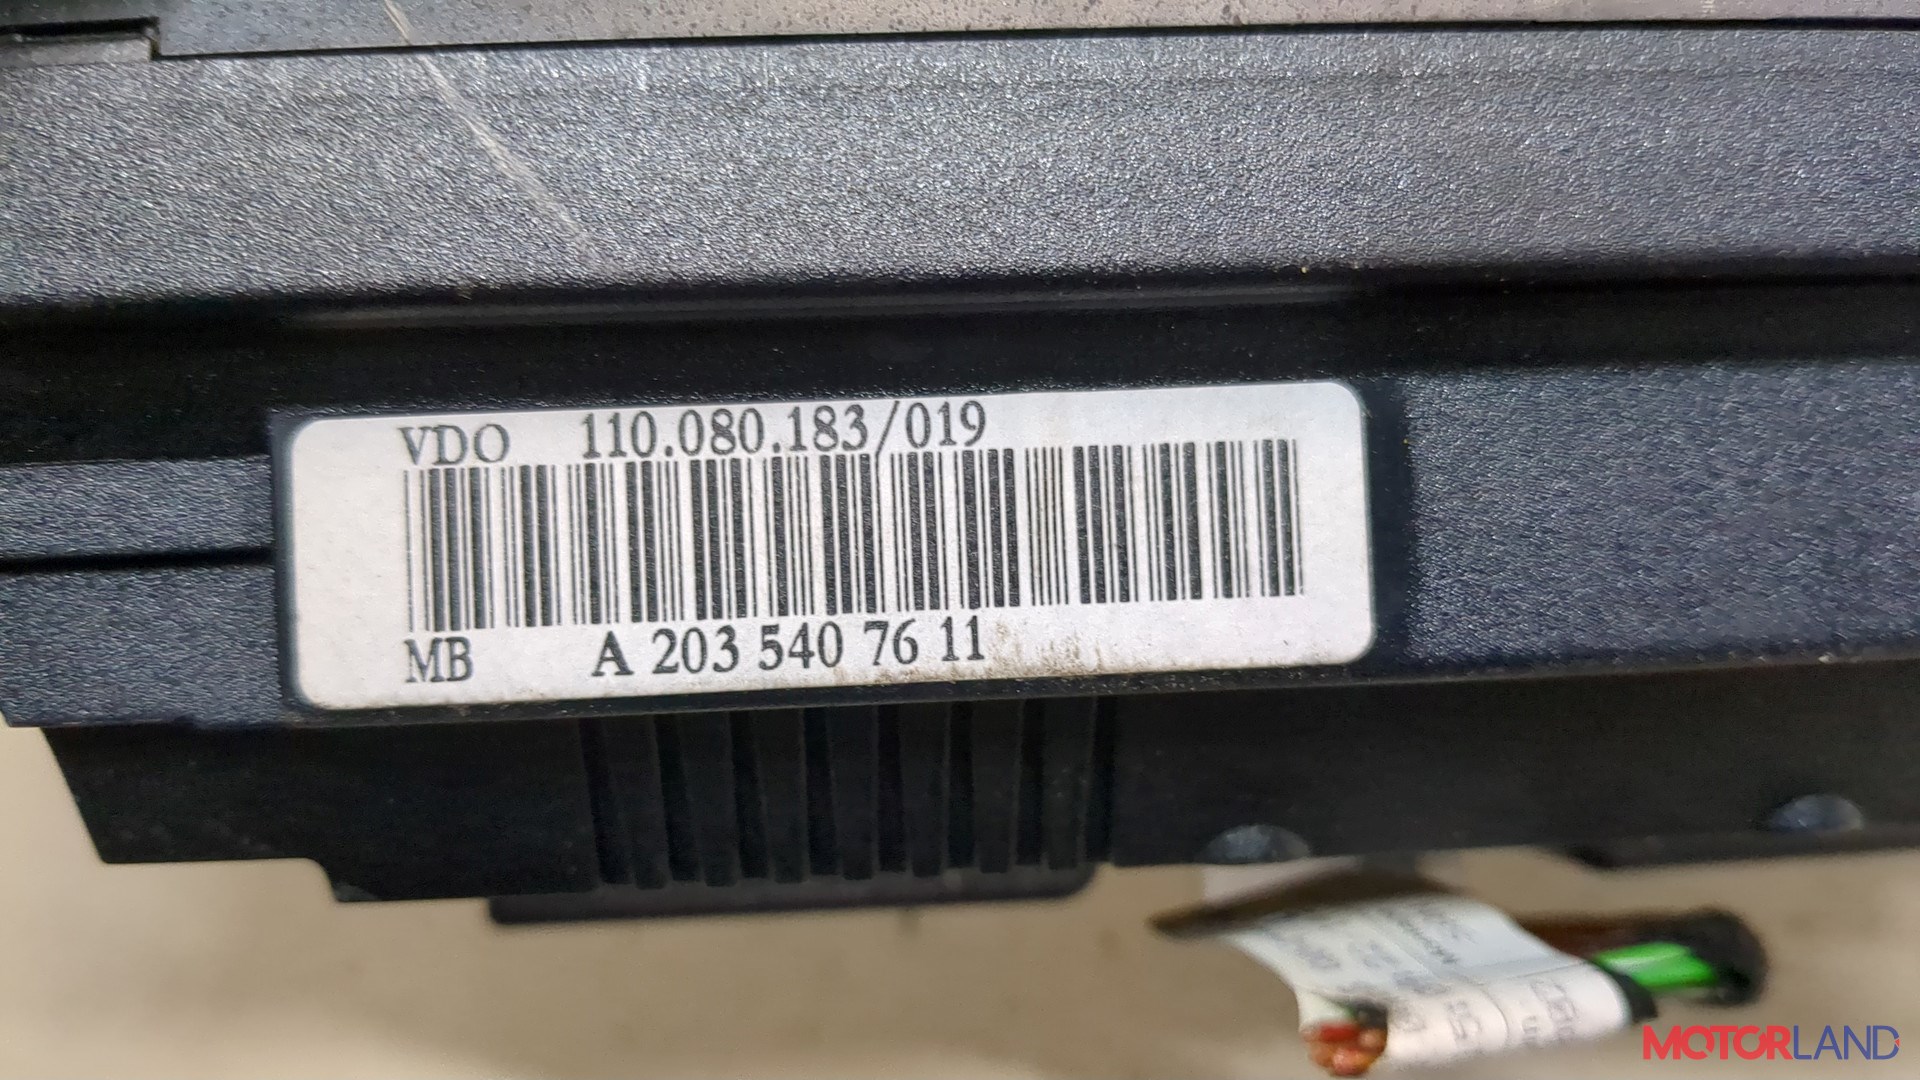 VDO 110.080.183/019
MB A 203 540 76 11
MOTORLAND